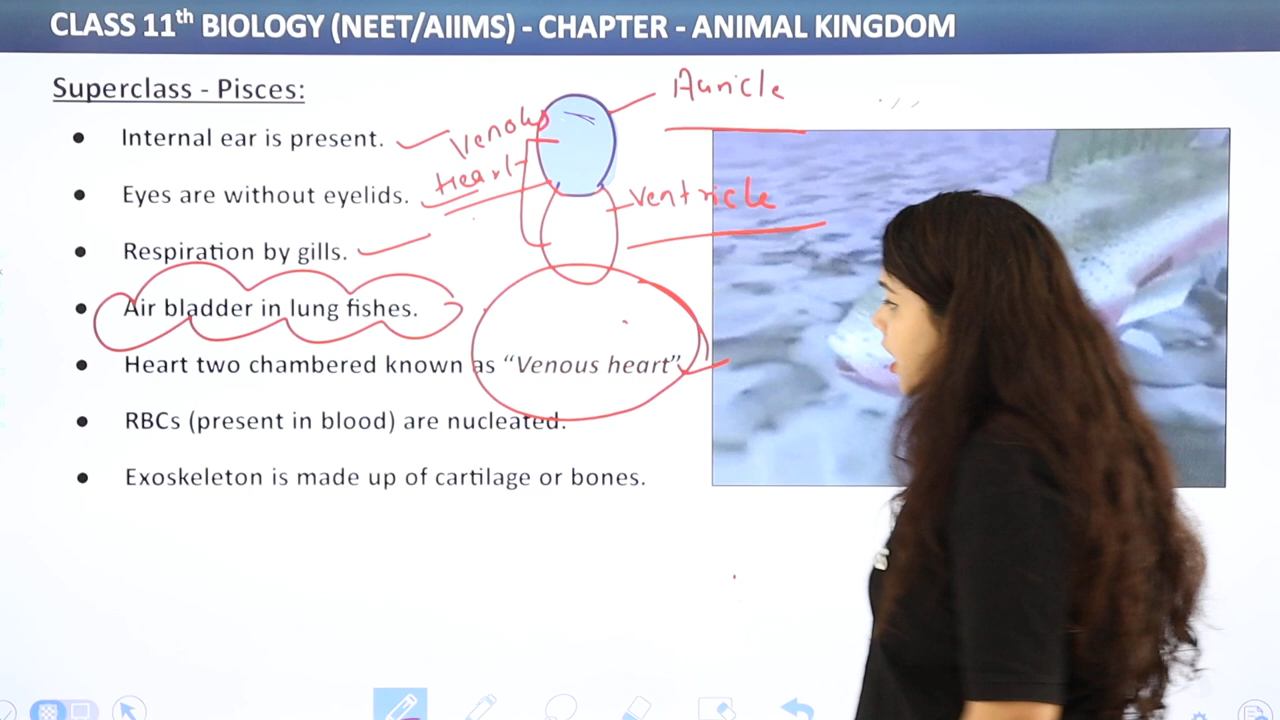 CLASS 11th BIOLOGY (NEET/AIIMS) - CHAPTER - ANIMAL KINGDOM
Superclass - Pisces:
Auricle
● Internal ear is present.
Venous
Heart
● Eyes are without eyelids.
Ventricle
● Respiration by gills.
● Air bladder in lung fishes.
● Heart two chambered known as “Venous heart”
● RBCs (present in blood) are nucleated.
● Exoskeleton is made up of cartilage or bones.